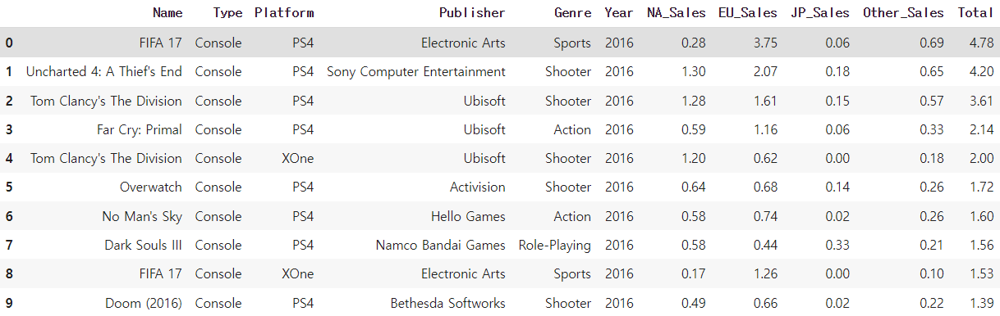 Name Type Platform Publisher Genre Year NA_Sales EU_Sales JP_Sales Other_Sales Total
0 FIFA 17 Console PS4 Electronic Arts Sports 2016 0.28 3.75 0.06 0.69 4.78
1 Uncharted 4: A Thief's End Console PS4 Sony Computer Entertainment Shooter 2016 1.30 2.07 0.18 0.65 4.20
2 Tom Clancy's The Division Console PS4 Ubisoft Shooter 2016 1.28 1.61 0.15 0.57 3.61
3 Far Cry: Primal Console PS4 Ubisoft Action 2016 0.59 1.16 0.06 0.33 2.14
4 Tom Clancy's The Division Console XOne Ubisoft Shooter 2016 1.20 0.62 0.00 0.18 2.00
5 Overwatch Console PS4 Activision Shooter 2016 0.64 0.68 0.14 0.26 1.72
6 No Man's Sky Console PS4 Hello Games Action 2016 0.58 0.74 0.02 0.26 1.60
7 Dark Souls III Console PS4 Namco Bandai Games Role-Playing 2016 0.58 0.44 0.33 0.21 1.56
8 FIFA 17 Console XOne Electronic Arts Sports 2016 0.17 1.26 0.00 0.10 1.53
9 Doom (2016) Console PS4 Bethesda Softworks Shooter 2016 0.49 0.66 0.02 0.22 1.39